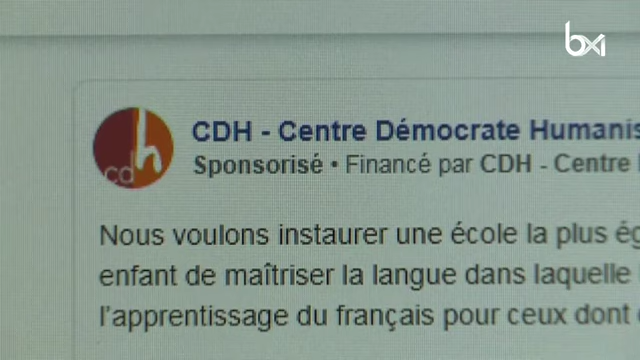 bx1
CDH - Centre Démocrate Humanis
cdh
Sponsorisé • Financé par CDH - Centre
Nous voulons instaurer une école la plus ég
enfant de maîtriser la langue dans laquelle
l'apprentissage du français pour ceux dont